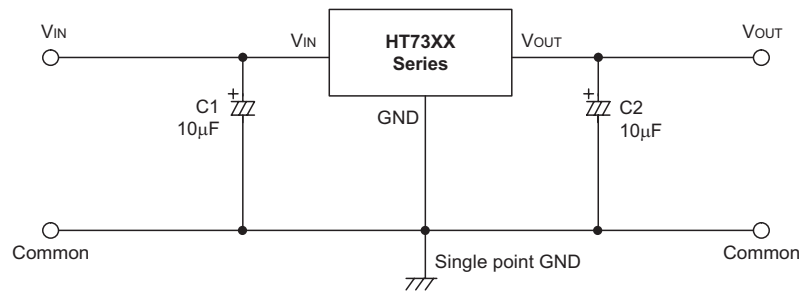 VIN
VIN
HT73XX
Series
VOUT
VOUT
+
C1
10μF
GND
+
C2
10μF
Common
Single point GND
Common